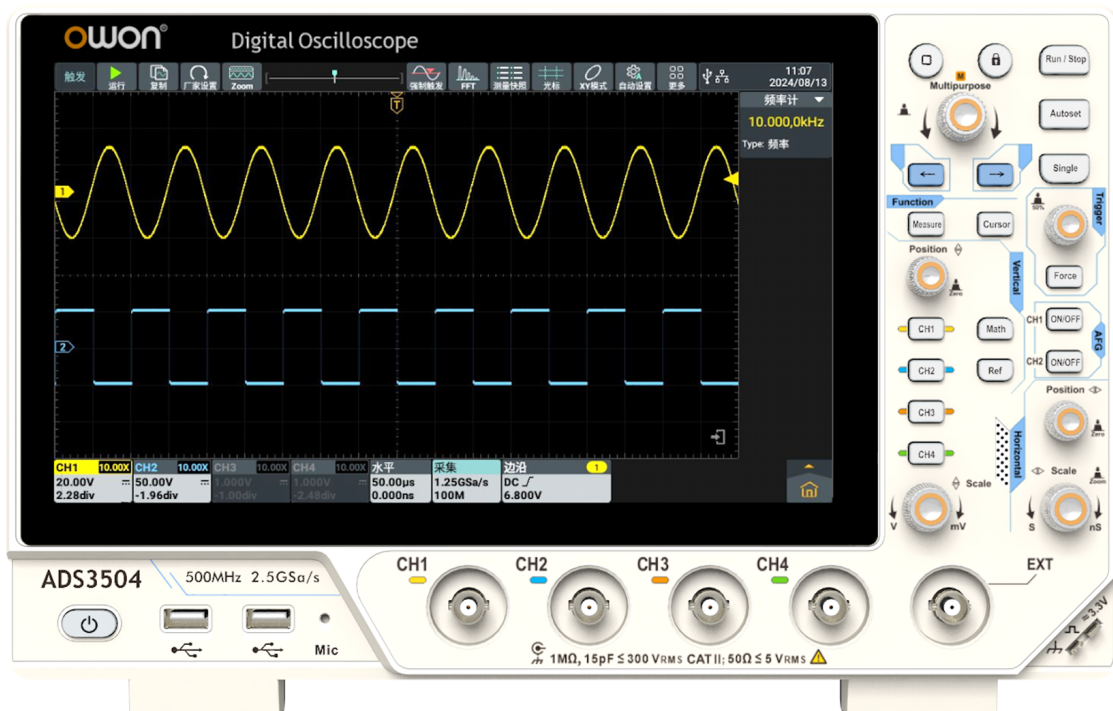 OWON®
Digital Oscilloscope
触发 运行 复制 厂家设置 Zoom T 强制触发 FFT 测量快照 光标 XY模式 自动设置 更多 11:07
2024/08/13
T
频率计
10.000,0kHz
Type: 频率
1
2
CH1 10.00X CH2 10.00X CH3 10.00X CH4 10.00X 水平 采集 边沿 1
20.00V 50.00V 1.000V 1.000V 50.00μs 1.25GSa/s DC
2.28div -1.96div -1.00div -2.48div 0.000ns 100M 6.800V
Run / Stop
M
Multipurpose
Autoset
← →
Single
Function
Measure Cursor
50%
Trigger
Force
Position
Zero
Vertical
CH1 Math
CH2 Ref
CH3
CH4
Scale
V mV
CH1 ON/OFF
CH2 ON/OFF
AFG
Position
Zero
Horizontal
Scale
Zoom
S nS
ADS3504
500MHz 2.5GSa/s
Mic
CH1 CH2 CH3 CH4 EXT
1MΩ, 15pF ≤ 300 VRMS CAT II; 50Ω ≤ 5 VRMS
≈3.3V